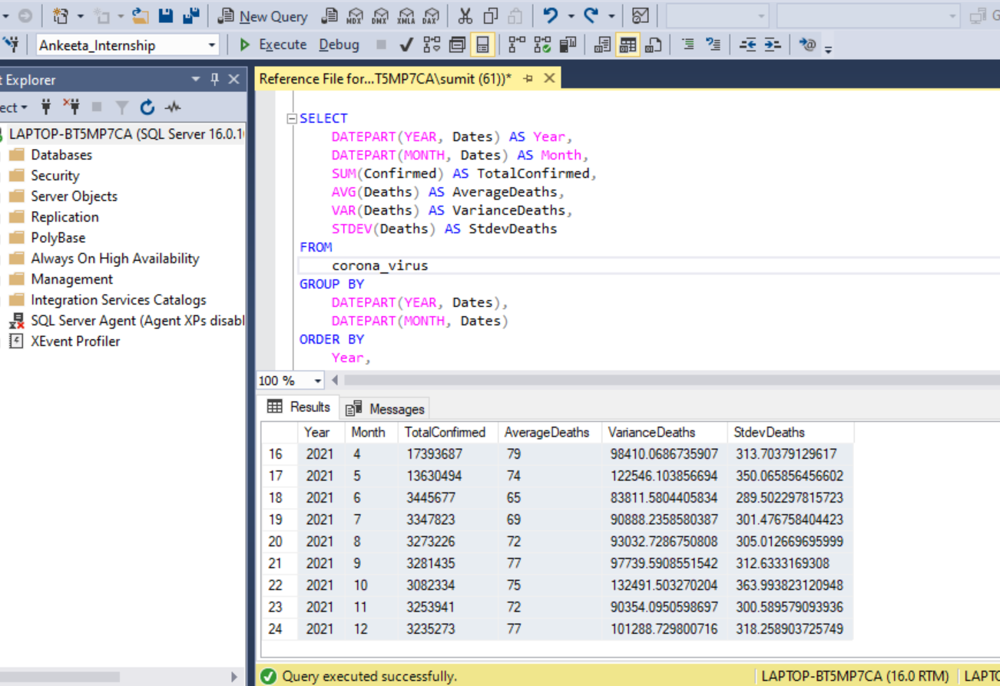 New Query MDX DMX XMLA DAX G
Ankeeta_Internship Execute Debug
t Explorer
Reference File for...T5MP7CA\sumit (61))*
ect
LAPTOP-BT5MP7CA (SQL Server 16.0.1
Databases
Security
Server Objects
Replication
PolyBase
Always On High Availability
Management
Integration Services Catalogs
SQL Server Agent (Agent XPs disabl
XEvent Profiler
SELECT
DATEPART(YEAR, Dates) AS Year,
DATEPART(MONTH, Dates) AS Month,
SUM(Confirmed) AS TotalConfirmed,
AVG(Deaths) AS AverageDeaths,
VAR(Deaths) AS VarianceDeaths,
STDEV(Deaths) AS StdevDeaths
FROM
corona_virus
GROUP BY
DATEPART(YEAR, Dates),
DATEPART(MONTH, Dates)
ORDER BY
Year,
100 %
Results Messages
Year Month TotalConfirmed AverageDeaths VarianceDeaths StdevDeaths
16 2021 4 17393687 79 98410.0686735907 313.70379129617
17 2021 5 13630494 74 122546.103856694 350.065856456602
18 2021 6 3445677 65 83811.5804405834 289.502297815723
19 2021 7 3347823 69 90888.2358580387 301.476758404423
20 2021 8 3273226 72 93032.7286750808 305.012669695999
21 2021 9 3281435 77 97739.5908551542 312.6333169308
22 2021 10 3082334 75 132491.503270204 363.993823120948
23 2021 11 3253941 72 90354.0950598697 300.589579093936
24 2021 12 3235273 77 101288.729800716 318.258903725749
Query executed successfully. LAPTOP-BT5MP7CA (16.0 RTM) LAPTO